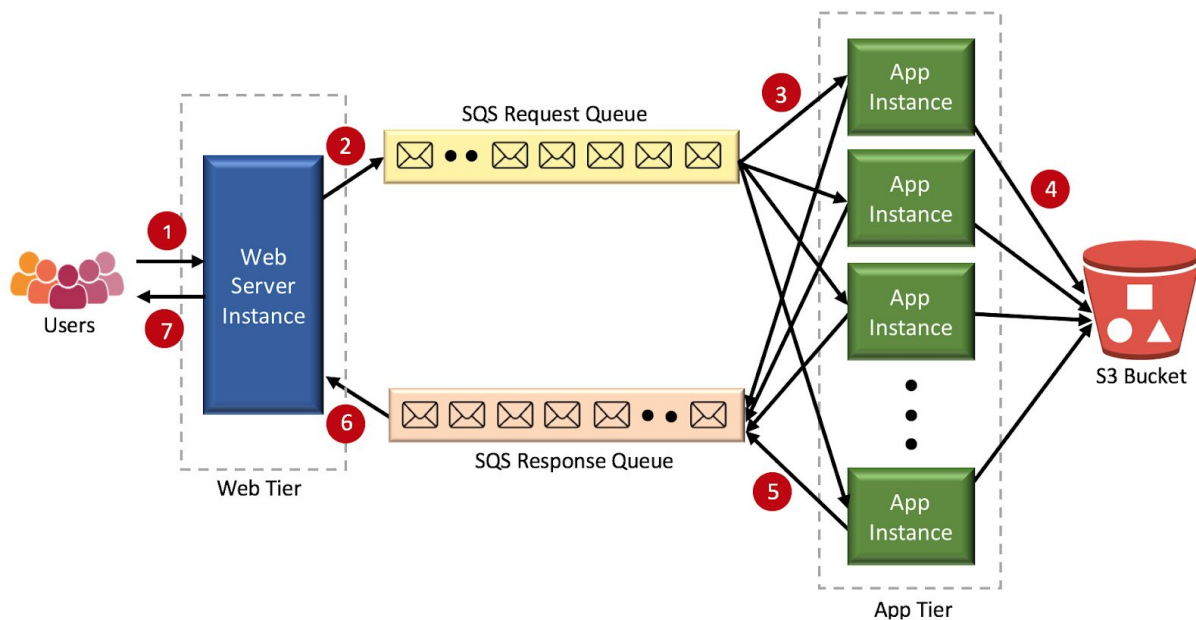 App
Instance
3
SQS Request Queue
2
App
Instance
4
1
Web
Server
Instance
Users
7
App
Instance
S3 Bucket
6
SQS Response Queue
Web Tier
5
App
Instance
App Tier